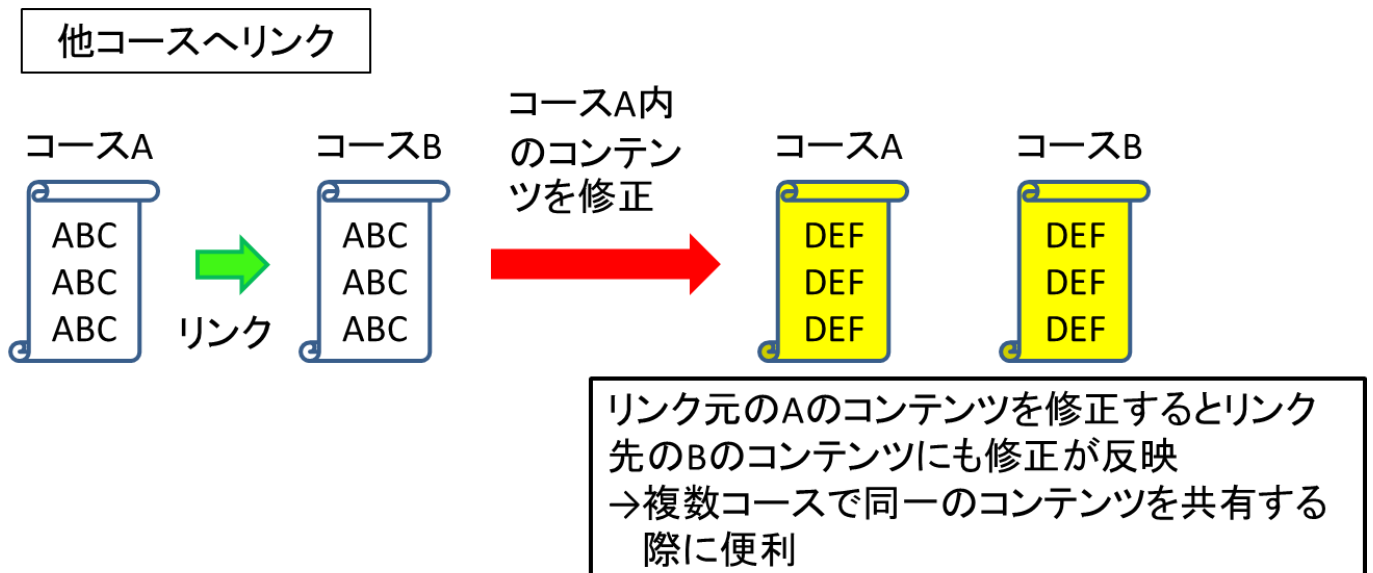 他コースへリンク
コースA
ABC
ABC
ABC
リンク
コースB
ABC
ABC
ABC
コースA内
のコンテン
ツを修正
コースA
DEF
DEF
DEF
コースB
DEF
DEF
DEF
リンク元のAのコンテンツを修正するとリンク
先のBのコンテンツにも修正が反映
→複数コースで同一のコンテンツを共有する
際に便利